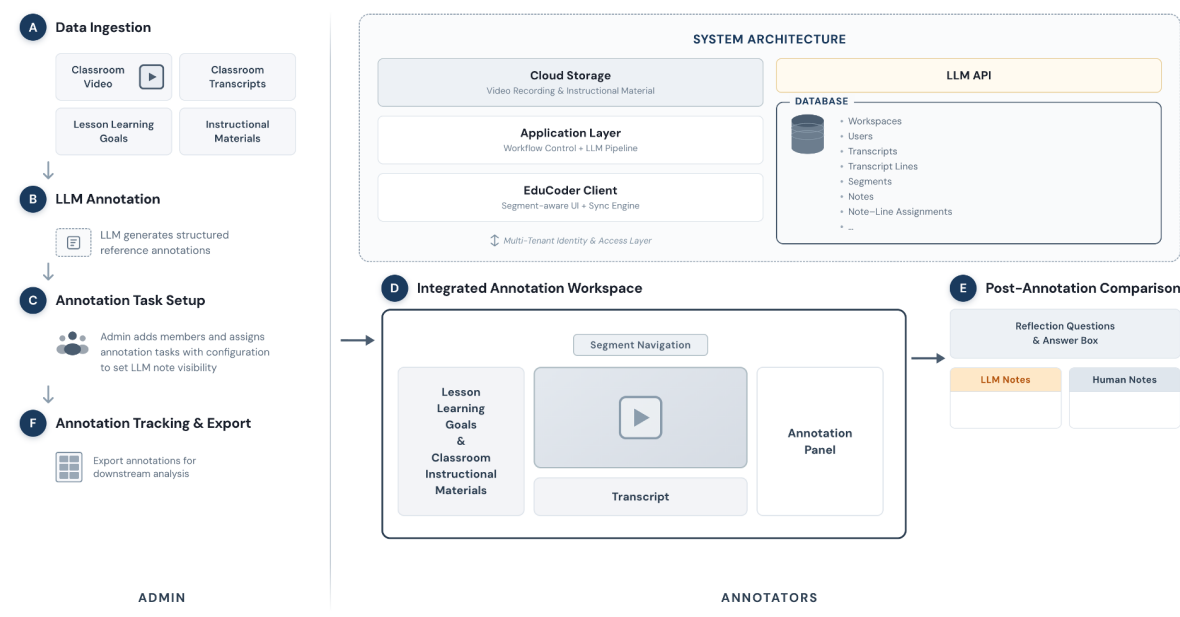 A Data Ingestion
Classroom
Video
Classroom
Transcripts
Lesson Learning
Goals
Instructional
Materials
B LLM Annotation
LLM generates structured
reference annotations
C Annotation Task Setup
Admin adds members and assigns
annotation tasks with configuration
to set LLM note visibility
F Annotation Tracking & Export
Export annotations for
downstream analysis
ADMIN
SYSTEM ARCHITECTURE
Cloud Storage
Video Recording & Instructional Material
Application Layer
Workflow Control + LLM Pipeline
EduCoder Client
Segment-aware UI + Sync Engine
Multi-Tenant Identity & Access Layer
LLM API
DATABASE
• Workspaces
• Users
• Transcripts
• Transcript Lines
• Segments
• Notes
• Note–Line Assignments
• ...
D Integrated Annotation Workspace
Segment Navigation
Lesson
Learning
Goals
&
Classroom
Instructional
Materials
Transcript
Annotation
Panel
E Post-Annotation Comparison
Reflection Questions
& Answer Box
LLM Notes
Human Notes
ANNOTATORS